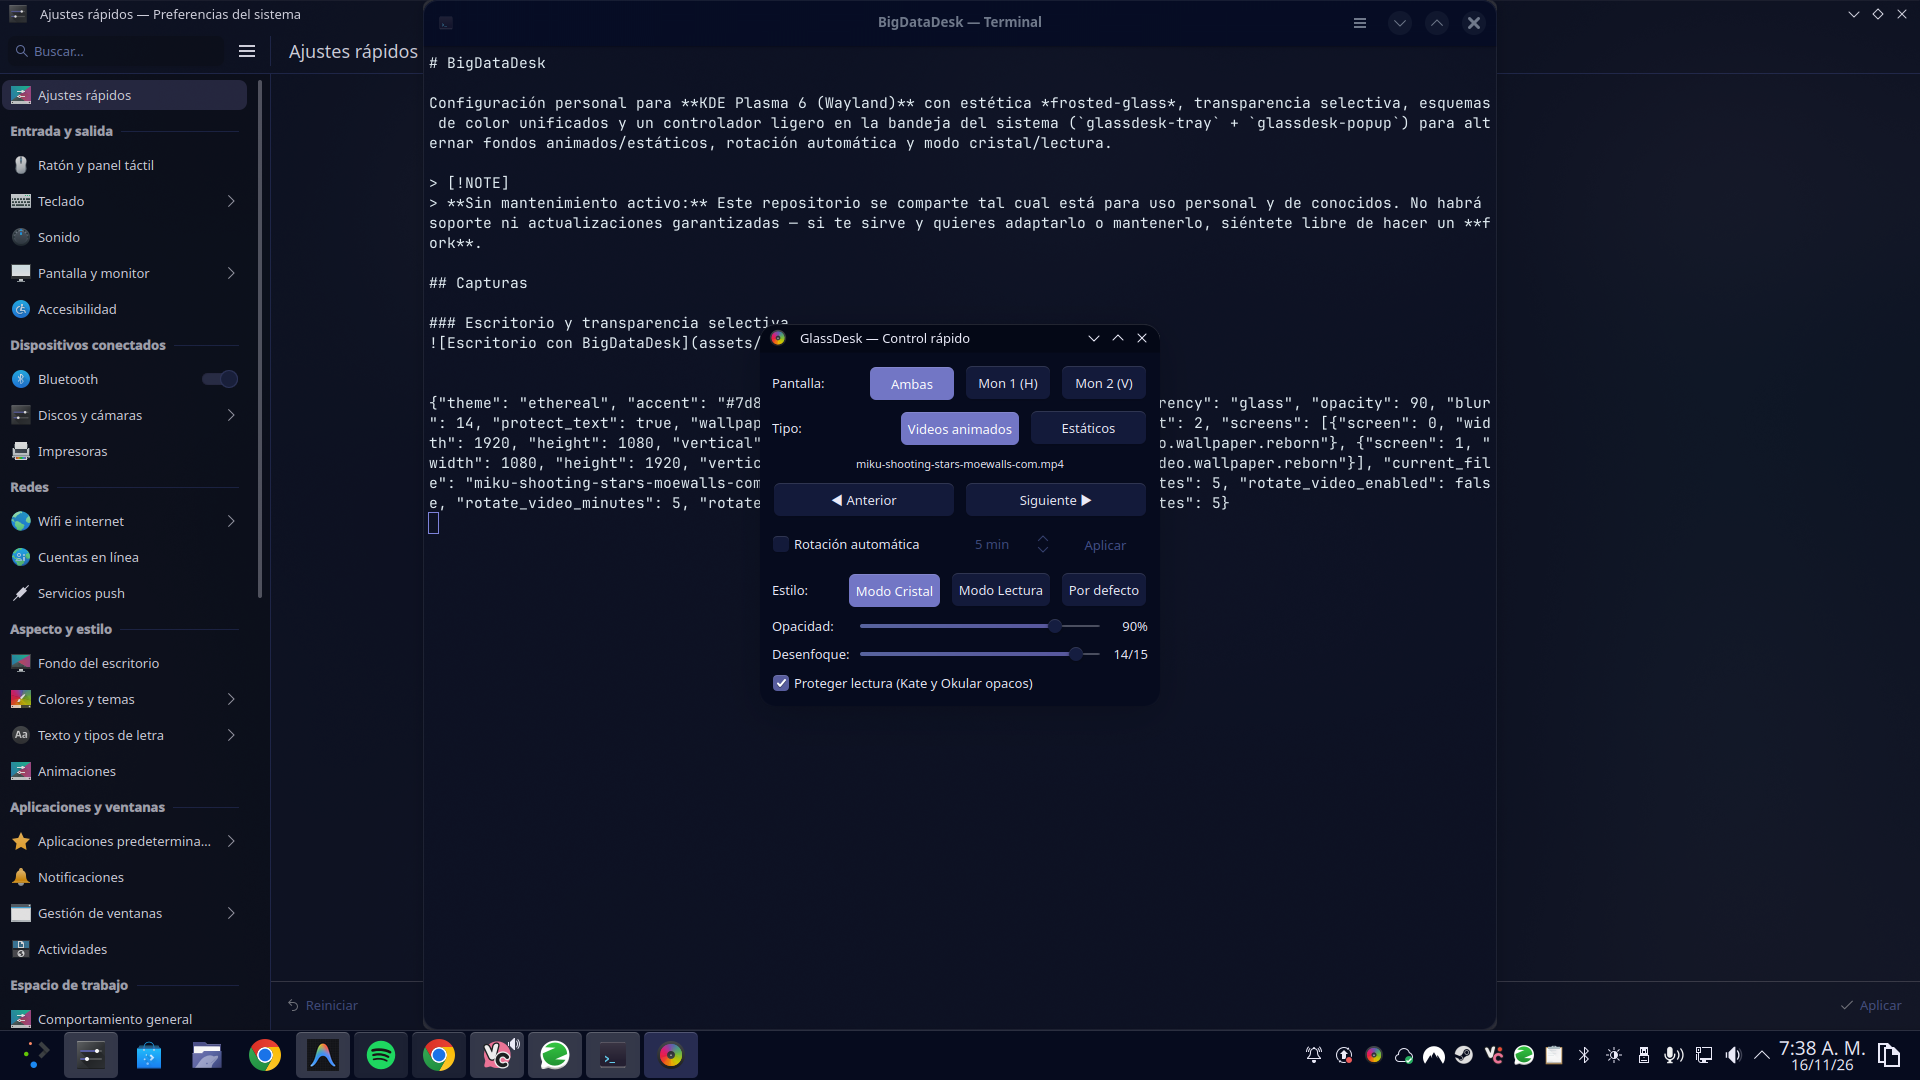 Ajustes rápidos — Preferencias del sistema
Buscar...
Ajustes rápidos
Ajustes rápidos
Entrada y salida
Ratón y panel táctil
Teclado
Sonido
Pantalla y monitor
Accesibilidad
Dispositivos conectados
Bluetooth
Discos y cámaras
Impresoras
Redes
Wifi e internet
Cuentas en línea
Servicios push
Aspecto y estilo
Fondo del escritorio
Colores y temas
Texto y tipos de letra
Animaciones
Aplicaciones y ventanas
Aplicaciones predetermina...
Notificaciones
Gestión de ventanas
Actividades
Espacio de trabajo
Comportamiento general
Reiniciar
Aplicar
BigDataDesk — Terminal
# BigDataDesk
Configuración personal para **KDE Plasma 6 (Wayland)** con estética *frosted-glass*, transparencia selectiva, esquemas
de color unificados y un controlador ligero en la bandeja del sistema (`glassdesk-tray` + `glassdesk-popup`) para alt
ernar fondos animados/estáticos, rotación automática y modo cristal/lectura.
> [!NOTE]
> **Sin mantenimiento activo:** Este repositorio se comparte tal cual está para uso personal y de conocidos. No habrá
soporte ni actualizaciones garantizadas — si te sirve y quieres adaptarlo o mantenerlo, siéntete libre de hacer un **f
ork**.
## Capturas
### Escritorio y transparencia selectiva
![Escritorio con BigDataDesk](assets/
{"theme": "ethereal", "accent": "#7d8 rency": "glass", "opacity": 90, "blur
": 14, "protect_text": true, "wallpap t": 2, "screens": [{"screen": 0, "wid
th": 1920, "height": 1080, "vertical" o.wallpaper.reborn"}, {"screen": 1, "
width": 1080, "height": 1920, "vertic deo.wallpaper.reborn"}], "current_fil
e": "miku-shooting-stars-moewalls-com tes": 5, "rotate_video_enabled": fals
e, "rotate_video_minutes": 5, "rotate tes": 5}
GlassDesk — Control rápido
Pantalla: Ambas Mon 1 (H) Mon 2 (V)
Tipo: Videos animados Estáticos
miku-shooting-stars-moewalls-com.mp4
◀ Anterior Siguiente ▶
Rotación automática 5 min Aplicar
Estilo: Modo Cristal Modo Lectura Por defecto
Opacidad: 90%
Desenfoque: 14/15
Proteger lectura (Kate y Okular opacos)
7:38 A. M.
16/11/26